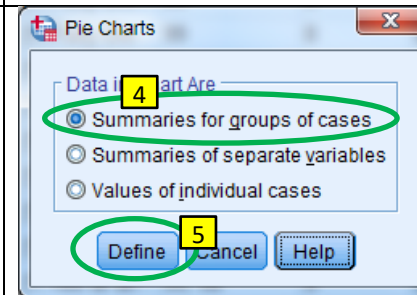 Pie Charts
Data in
art Are
4
Summaries for groups of cases
Summaries of separate variables
Values of individual cases
5
Define
Cancel
Help